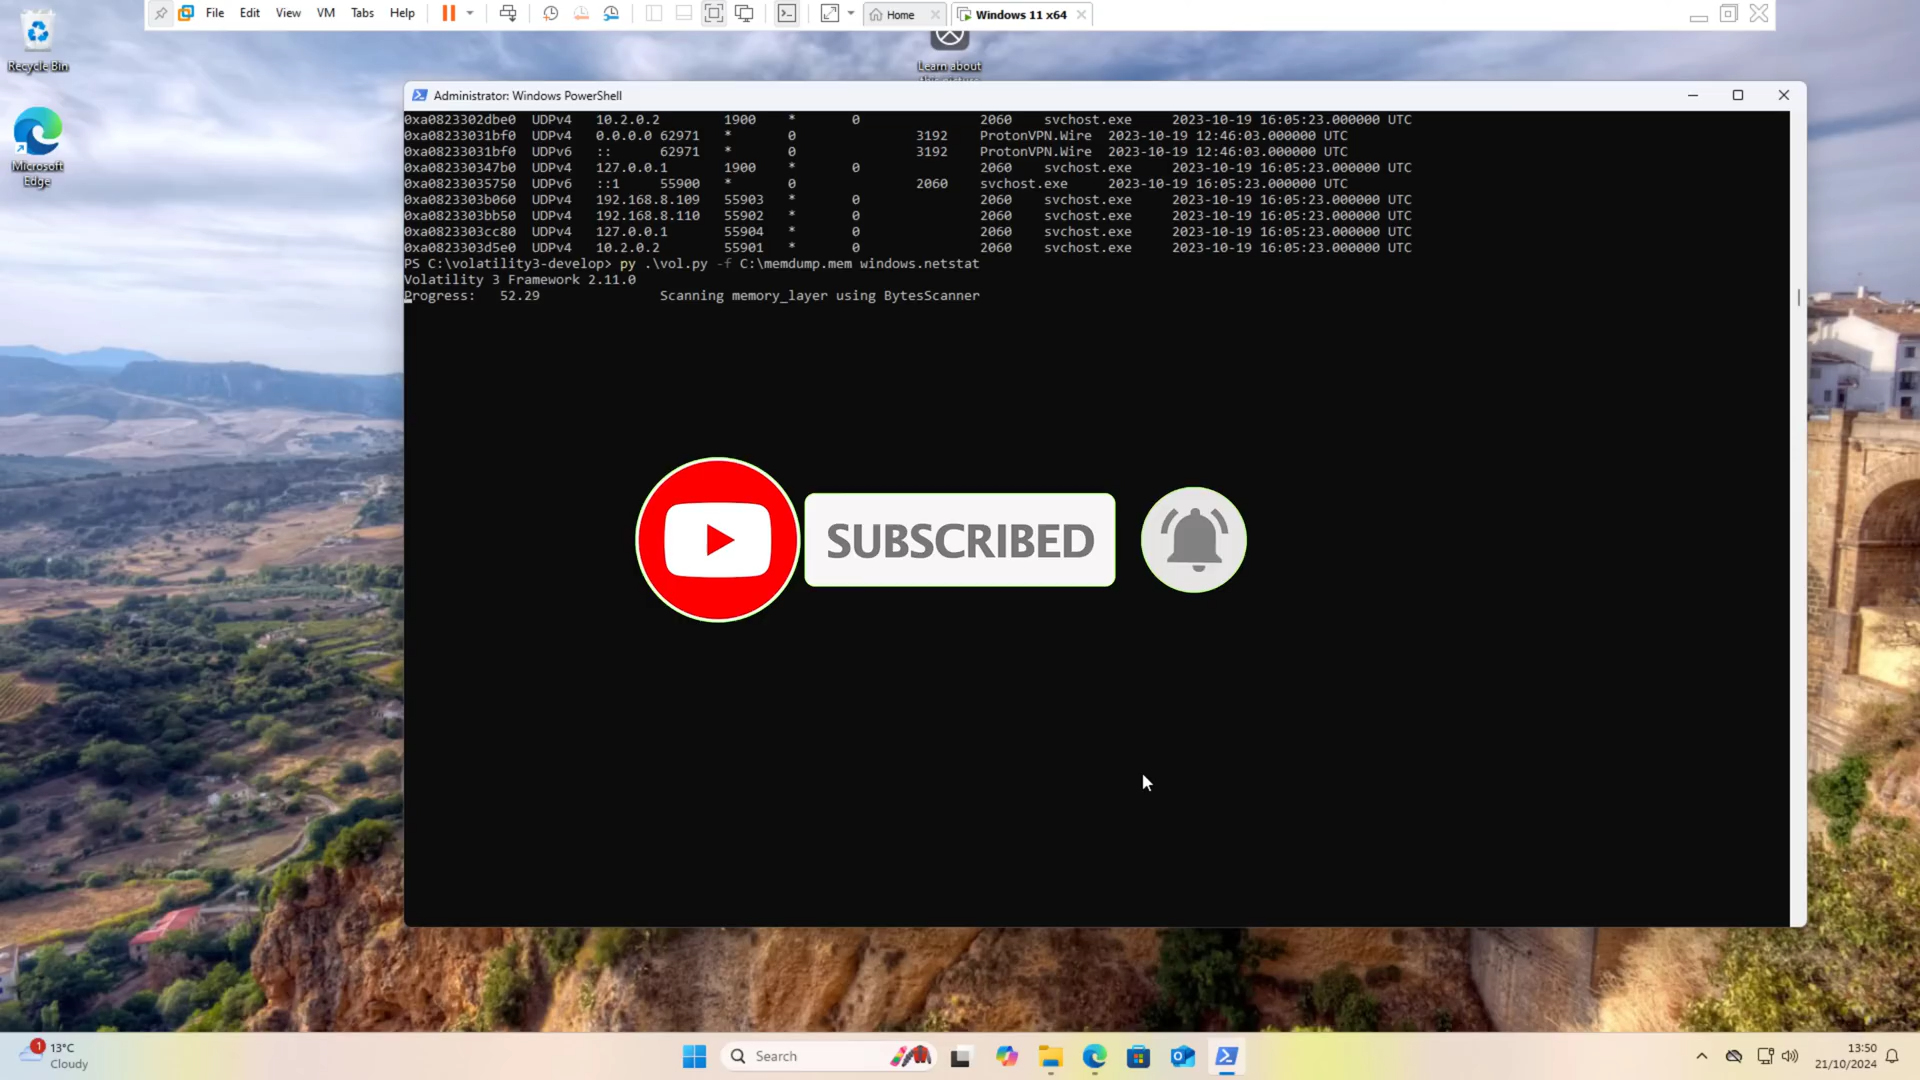 File Edit View VM Tabs Help
Home
Windows 11 x64
Recycle Bin
Learn about
Microsoft
Edge
Administrator: Windows PowerShell
0xa0823302dbe0 UDPv4 10.2.0.2 1900 * 0 2060 svchost.exe 2023-10-19 16:05:23.000000 UTC
0xa08233031bf0 UDPv4 0.0.0.0 62971 * 0 3192 ProtonVPN.Wire 2023-10-19 12:46:03.000000 UTC
0xa08233031bf0 UDPv6 :: 62971 * 0 3192 ProtonVPN.Wire 2023-10-19 12:46:03.000000 UTC
0xa082330347b0 UDPv4 127.0.0.1 1900 * 0 2060 svchost.exe 2023-10-19 16:05:23.000000 UTC
0xa08233035750 UDPv6 ::1 55900 * 0 2060 svchost.exe 2023-10-19 16:05:23.000000 UTC
0xa0823303b060 UDPv4 192.168.8.109 55903 * 0 2060 svchost.exe 2023-10-19 16:05:23.000000 UTC
0xa0823303bb50 UDPv4 192.168.8.110 55902 * 0 2060 svchost.exe 2023-10-19 16:05:23.000000 UTC
0xa0823303cc80 UDPv4 127.0.0.1 55904 * 0 2060 svchost.exe 2023-10-19 16:05:23.000000 UTC
0xa0823303d5e0 UDPv4 10.2.0.2 55901 * 0 2060 svchost.exe 2023-10-19 16:05:23.000000 UTC
PS C:\volatility3-develop> py .\vol.py -f C:\memdump.mem windows.netstat
Volatility 3 Framework 2.11.0
Progress: 52.29 Scanning memory_layer using BytesScanner
SUBSCRIBED
1
13°C
Cloudy
Search
13:50
21/10/2024